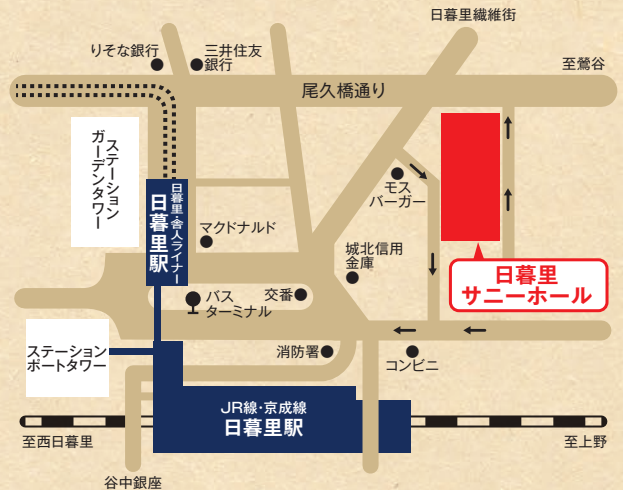 日暮里繊維街
りそな銀行
三井住友
銀行
至鶯谷
尾久橋通り
ステーション
ガーデンタワー
日暮里・舎人ライナー
日暮里駅
モス
バーガー
マクドナルド
城北信用
金庫
日暮里
サニーホール
バス
ターミナル
交番
ステーション
ポートタワー
消防署
コンビニ
JR線・京成線
日暮里駅
至西日暮里
至上野
谷中銀座